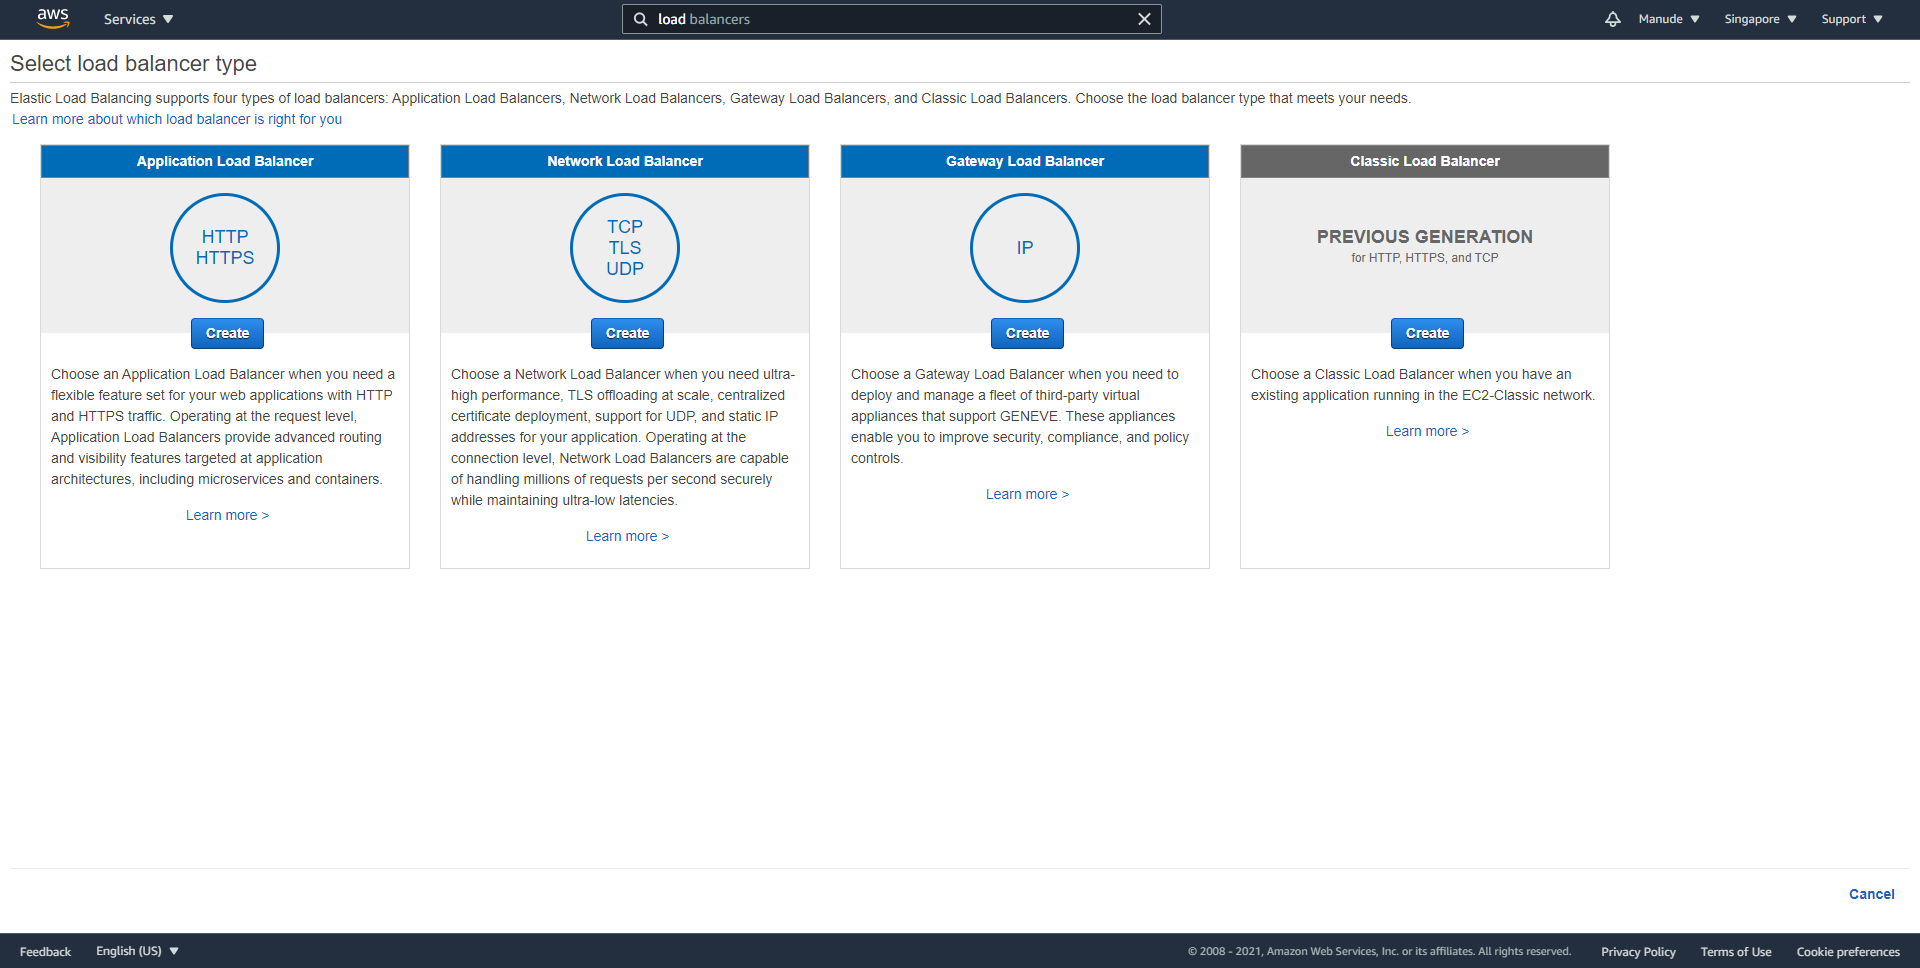 aws
Services
load balancers
Manude
Singapore
Support
Select load balancer type
Elastic Load Balancing supports four types of load balancers: Application Load Balancers, Network Load Balancers, Gateway Load Balancers, and Classic Load Balancers. Choose the load balancer type that meets your needs.
Learn more about which load balancer is right for you
Application Load Balancer
HTTP
HTTPS
Create
Choose an Application Load Balancer when you need a
flexible feature set for your web applications with HTTP
and HTTPS traffic. Operating at the request level,
Application Load Balancers provide advanced routing
and visibility features targeted at application
architectures, including microservices and containers.
Learn more >
Network Load Balancer
TCP
TLS
UDP
Create
Choose a Network Load Balancer when you need ultra-
high performance, TLS offloading at scale, centralized
certificate deployment, support for UDP, and static IP
addresses for your application. Operating at the
connection level, Network Load Balancers are capable
of handling millions of requests per second securely
while maintaining ultra-low latencies.
Learn more >
Gateway Load Balancer
IP
Create
Choose a Gateway Load Balancer when you need to
deploy and manage a fleet of third-party virtual
appliances that support GENEVE. These appliances
enable you to improve security, compliance, and policy
controls.
Learn more >
Classic Load Balancer
PREVIOUS GENERATION
for HTTP, HTTPS, and TCP
Create
Choose a Classic Load Balancer when you have an
existing application running in the EC2-Classic network.
Learn more >
Cancel
Feedback
English (US)
© 2008 - 2021, Amazon Web Services, Inc. or its affiliates. All rights reserved.
Privacy Policy
Terms of Use
Cookie preferences